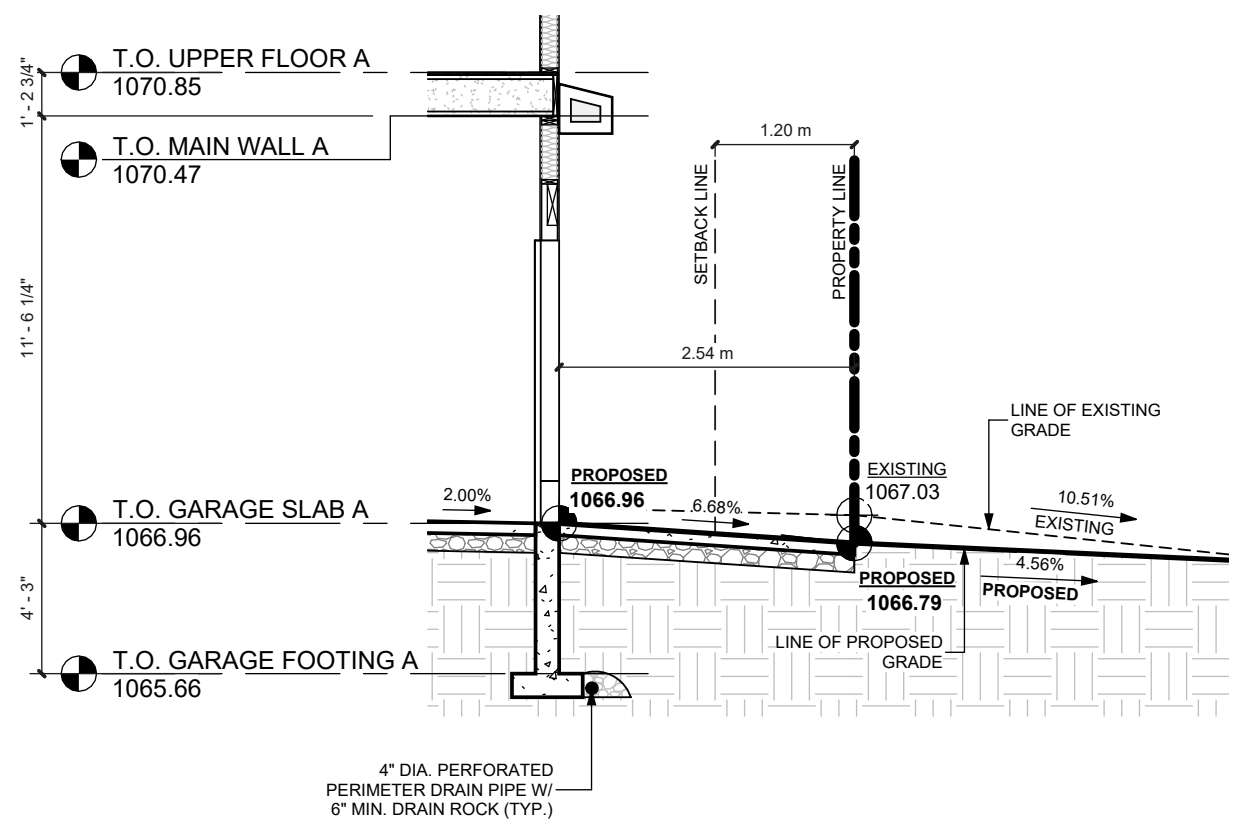 T.O. UPPER FLOOR A
1070.85
1' - 2 3/4"
T.O. MAIN WALL A
1070.47
1.20 m
SETBACK LINE
PROPERTY LINE
11' - 6 1/4"
2.54 m
LINE OF EXISTING
GRADE
PROPOSED
1066.96
EXISTING
1067.03
2.00%
6.68%
10.51%
EXISTING
T.O. GARAGE SLAB A
1066.96
4.56%
PROPOSED
PROPOSED
1066.79
4' - 3"
LINE OF PROPOSED
GRADE
T.O. GARAGE FOOTING A
1065.66
4" DIA. PERFORATED
PERIMETER DRAIN PIPE W/
6" MIN. DRAIN ROCK (TYP.)